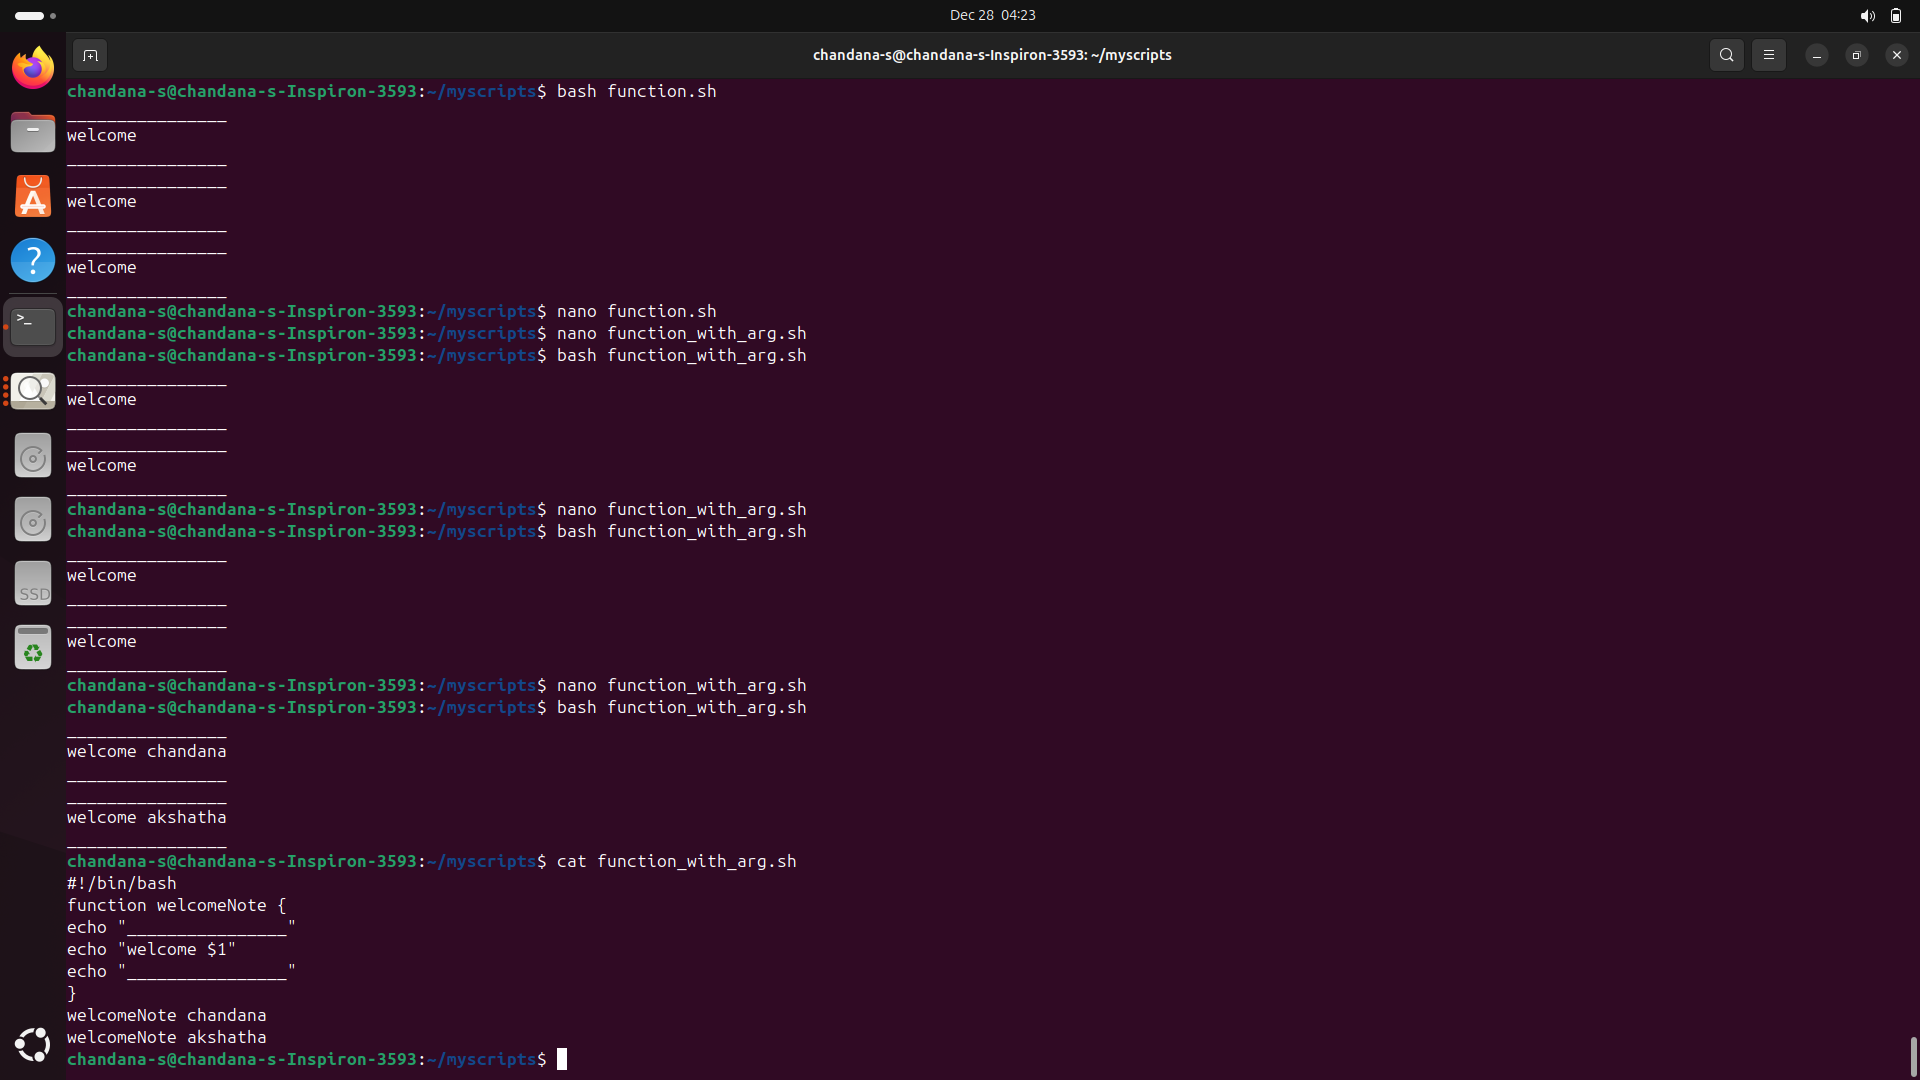 Dec 28 04:23
chandana-s@chandana-s-Inspiron-3593: ~/myscripts
chandana-s@chandana-s-Inspiron-3593:~/myscripts$ bash function.sh
________________
welcome
________________
________________
welcome
________________
________________
welcome
________________
chandana-s@chandana-s-Inspiron-3593:~/myscripts$ nano function.sh
chandana-s@chandana-s-Inspiron-3593:~/myscripts$ nano function_with_arg.sh
chandana-s@chandana-s-Inspiron-3593:~/myscripts$ bash function_with_arg.sh
________________
welcome
________________
________________
welcome
________________
chandana-s@chandana-s-Inspiron-3593:~/myscripts$ nano function_with_arg.sh
chandana-s@chandana-s-Inspiron-3593:~/myscripts$ bash function_with_arg.sh
________________
welcome
________________
________________
welcome
________________
chandana-s@chandana-s-Inspiron-3593:~/myscripts$ nano function_with_arg.sh
chandana-s@chandana-s-Inspiron-3593:~/myscripts$ bash function_with_arg.sh
________________
welcome chandana
________________
________________
welcome akshatha
________________
chandana-s@chandana-s-Inspiron-3593:~/myscripts$ cat function_with_arg.sh
#!/bin/bash
function welcomeNote {
echo "________________"
echo "welcome $1"
echo "________________"
}
welcomeNote chandana
welcomeNote akshatha
chandana-s@chandana-s-Inspiron-3593:~/myscripts$
>_
?
SSD